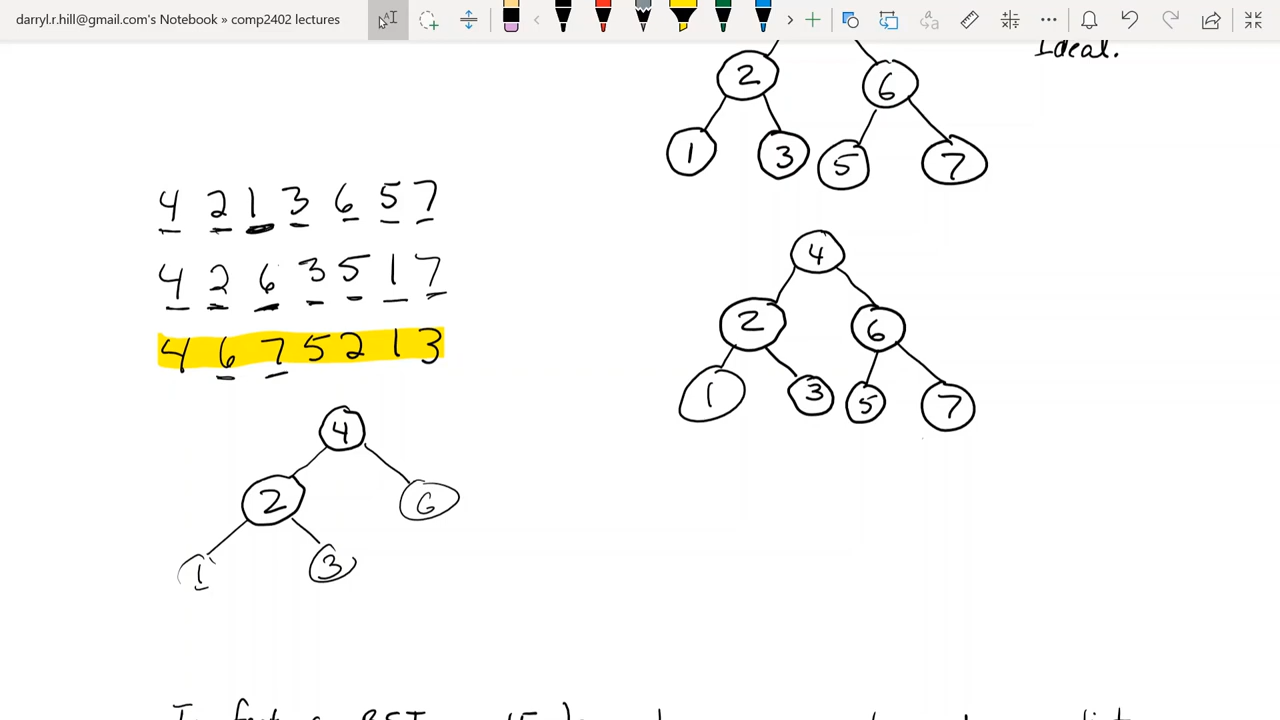 darryl.r.hill@gmail.com's Notebook » comp2402 lectures
Ideal.
2 6
1 3 5 7
4 2 1 3 6 5 7
4 2 6 3 5 1 7
4 6 7 5 2 1 3
4
2 6
1 3 5 7
4
2 6
1 3
BST